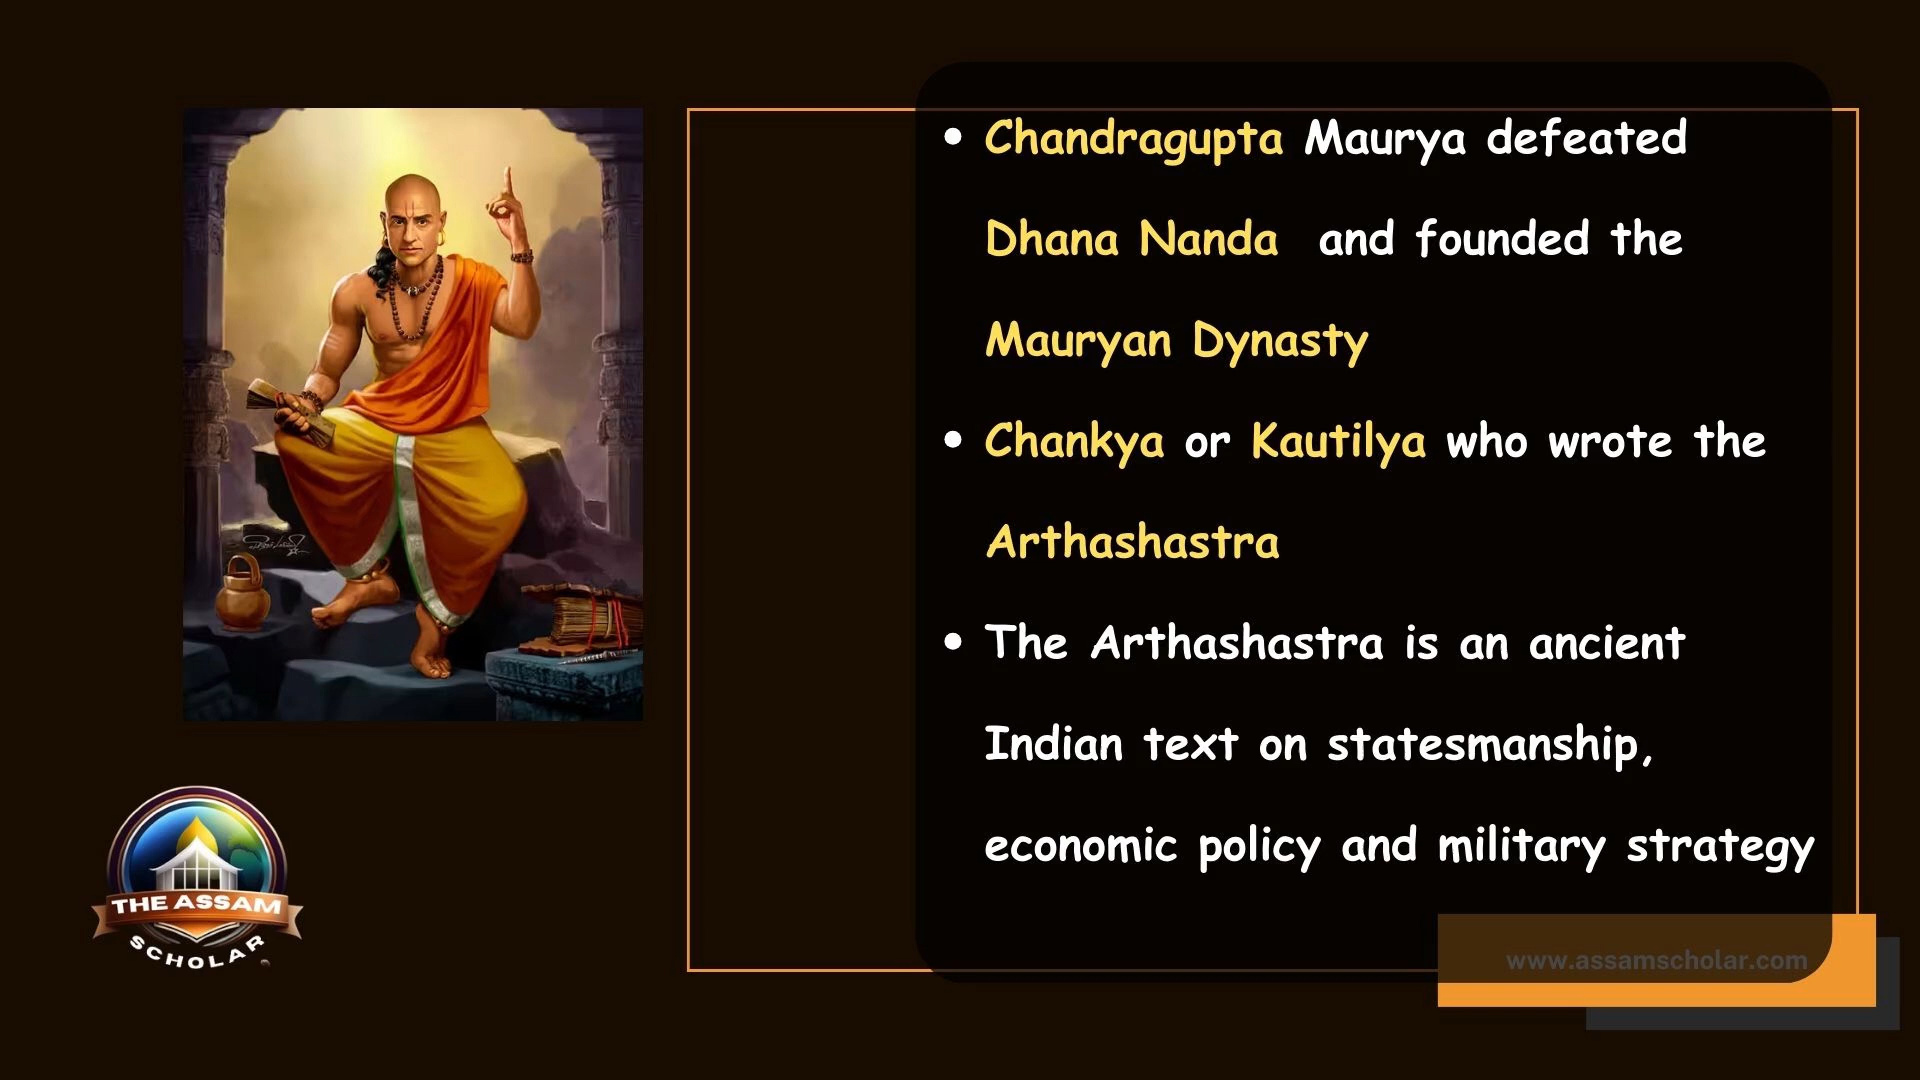 • Chandragupta Maurya defeated
Dhana Nanda and founded the
Mauryan Dynasty
• Chankya or Kautilya who wrote the
Arthashastra
• The Arthashastra is an ancient
Indian text on statesmanship,
economic policy and military strategy
THE ASSAM
SCHOLAR
www.assamscholar.com